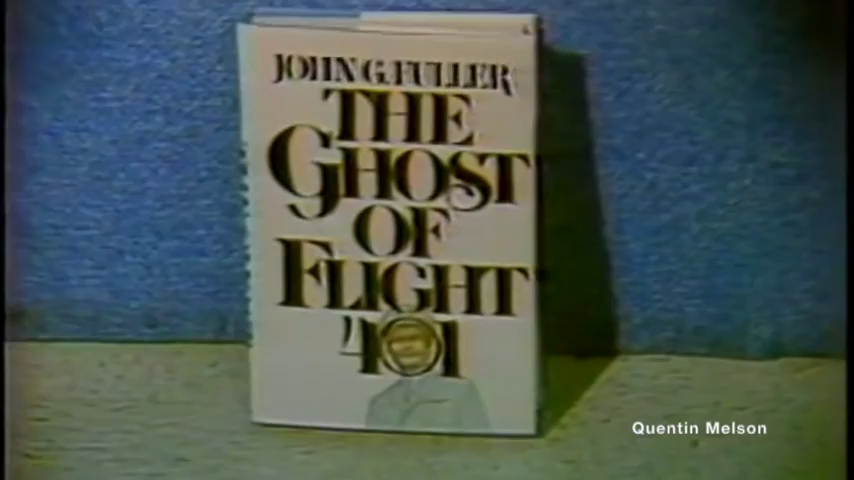 JOHN G. FULLER
THE
GHOST
OF
FLIGHT
401
Quentin Melson